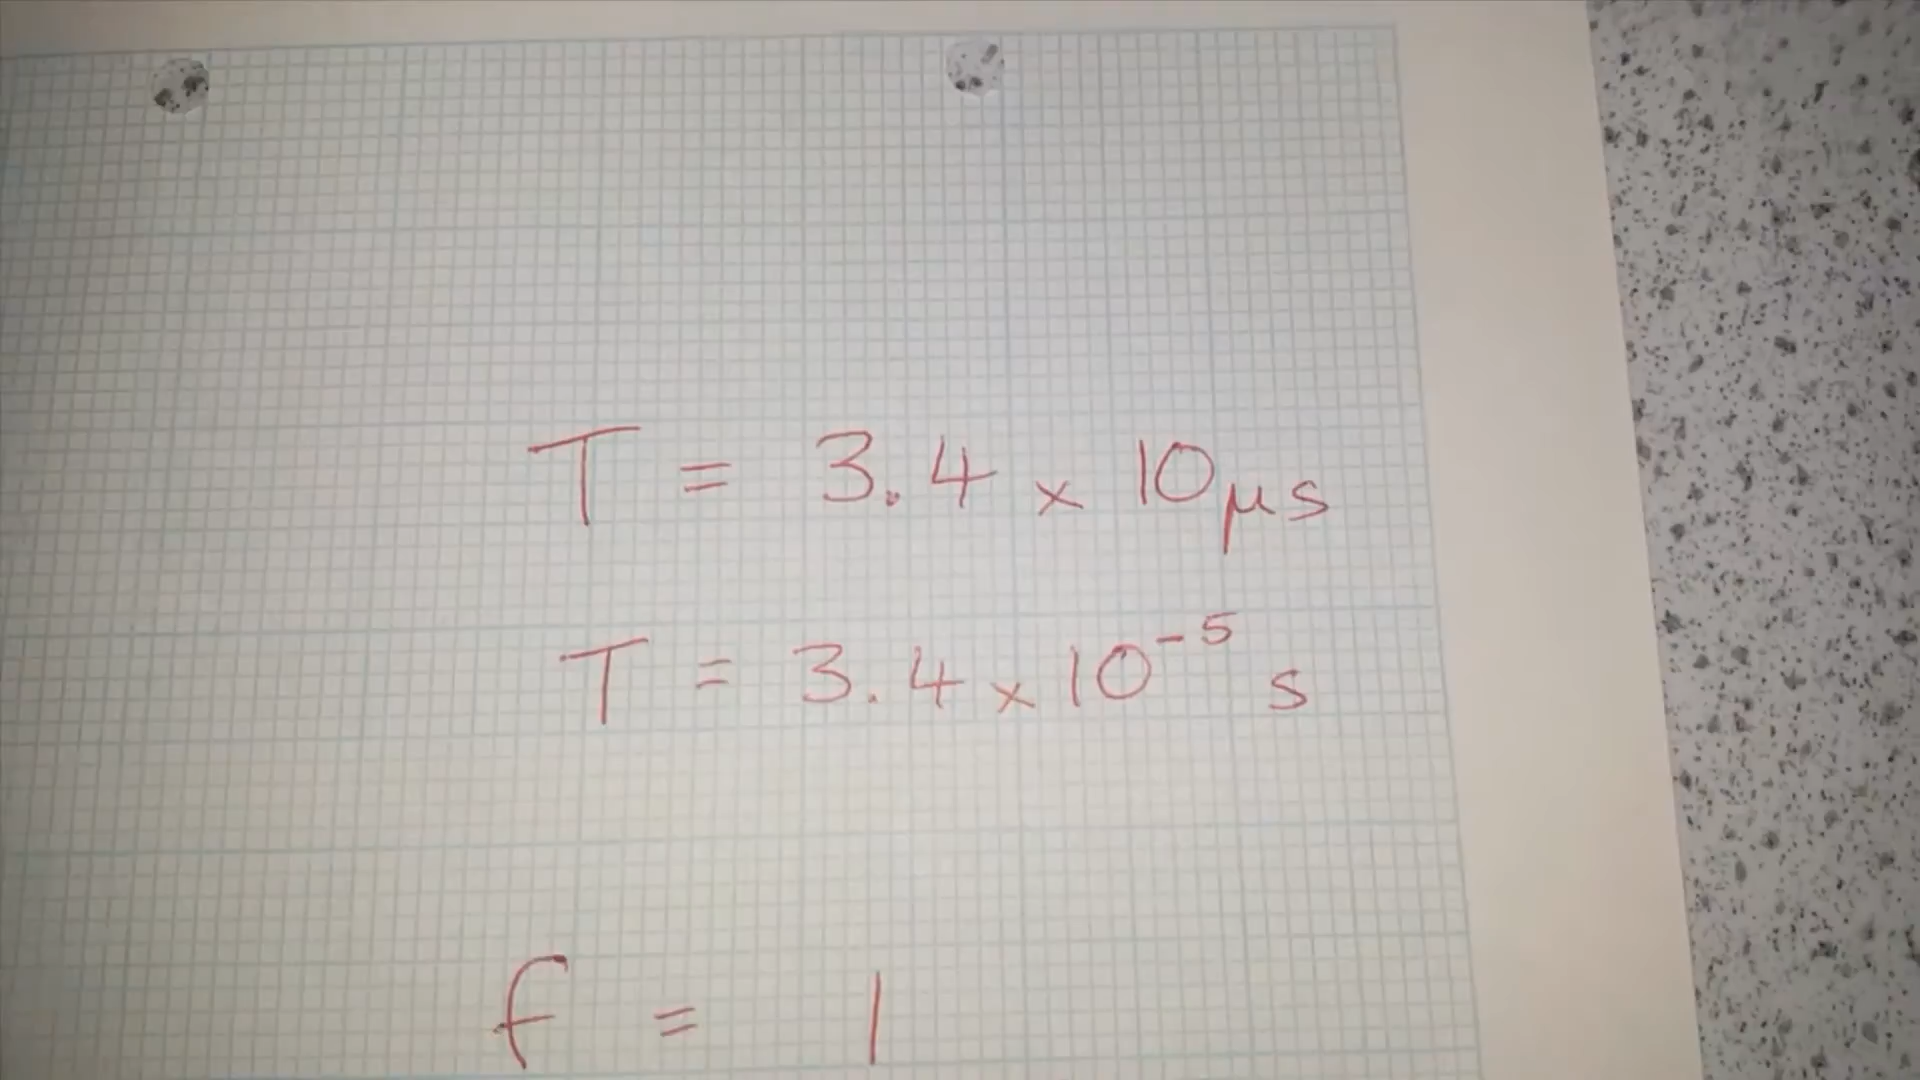 T = 3.4 × 10μs
T = 3.4 × 10⁻⁵ s
f = 1